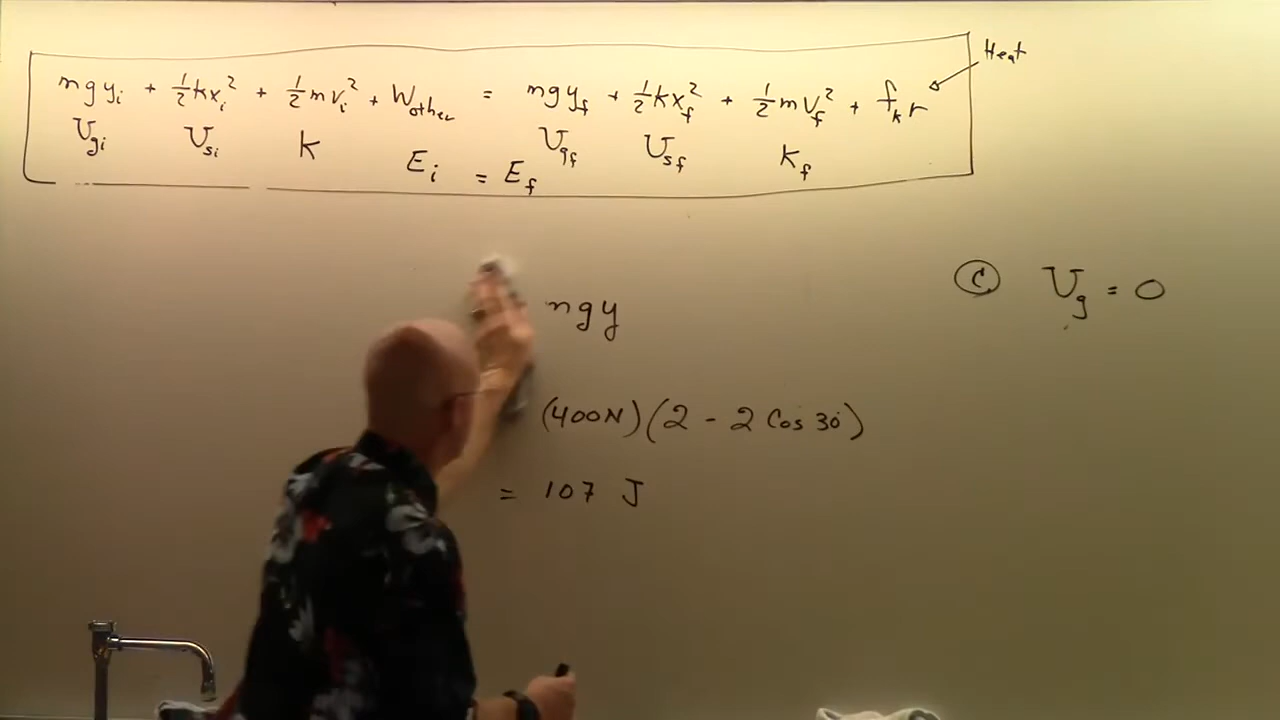 mgyᵢ + ½kxᵢ² + ½mvᵢ² + W_other = mgy_f + ½kx_f² + ½mv_f² + f_k r
Heat
U_gi U_si K U_gf U_sf K_f
Eᵢ = E_f
Ⓒ U_g = 0
mgy
(400N)(2 - 2 Cos 30°)
= 107 J